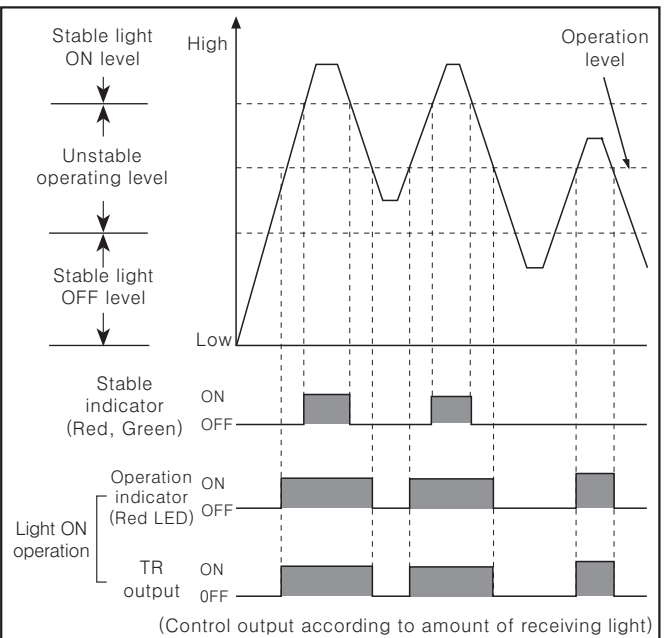 Stable light
ON level
High
Operation
level
Unstable
operating level
Stable light
OFF level
Low
Stable
indicator
(Red, Green)
ON
OFF
Operation
indicator
(Red LED)
ON
OFF
Light ON
operation
TR
output
ON
0FF
(Control output according to amount of receiving light)